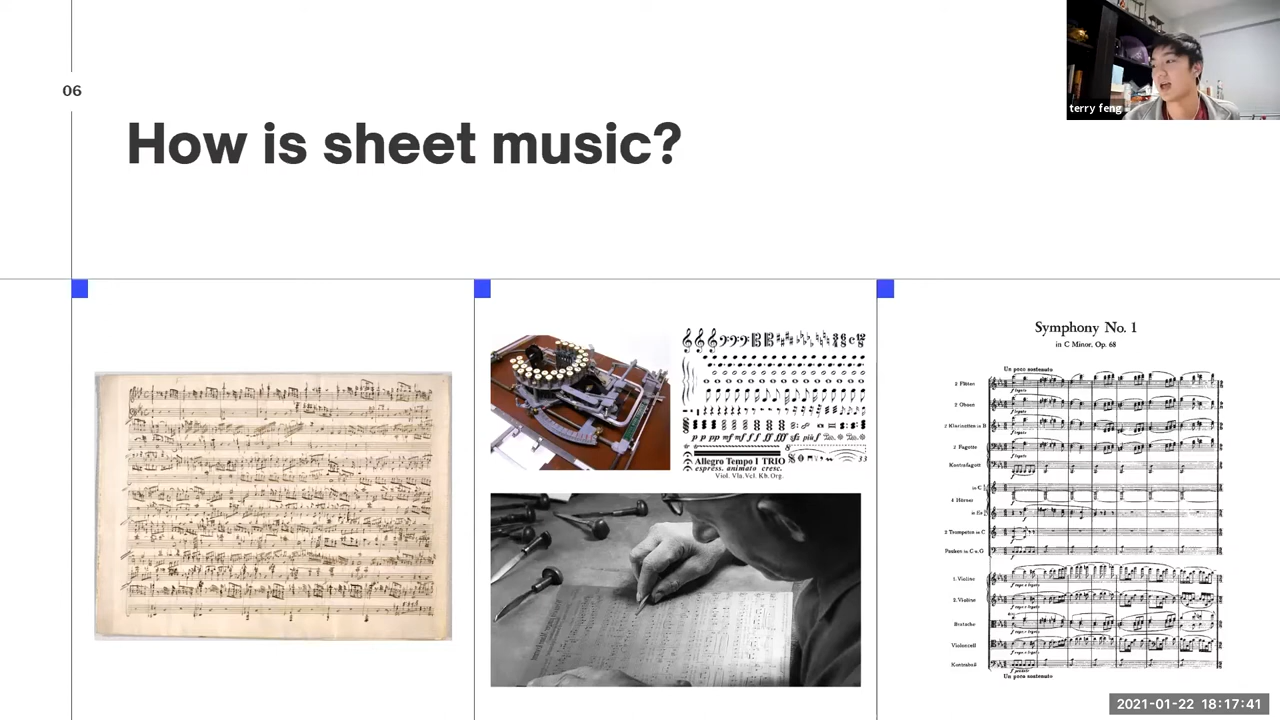 terry feng
06
How is sheet music?
Allegro Tempo I TRIO
espress. animato cresc.
Viol. Vla. Vcl. Kb. Org.
Symphony No. 1
in C Minor, Op. 68
Un poco sostenuto
2 Flöten
2 Oboen
2 Klarinetten in B
2 Fagotte
Kontrafagott
in C
4 Hörner
in Es
2 Trompeten in C
Pauken in C u. G
1. Violine
2. Violine
Bratsche
Violoncell
Kontrabaß
Un poco sostenuto
2021-01-22 18:17:41